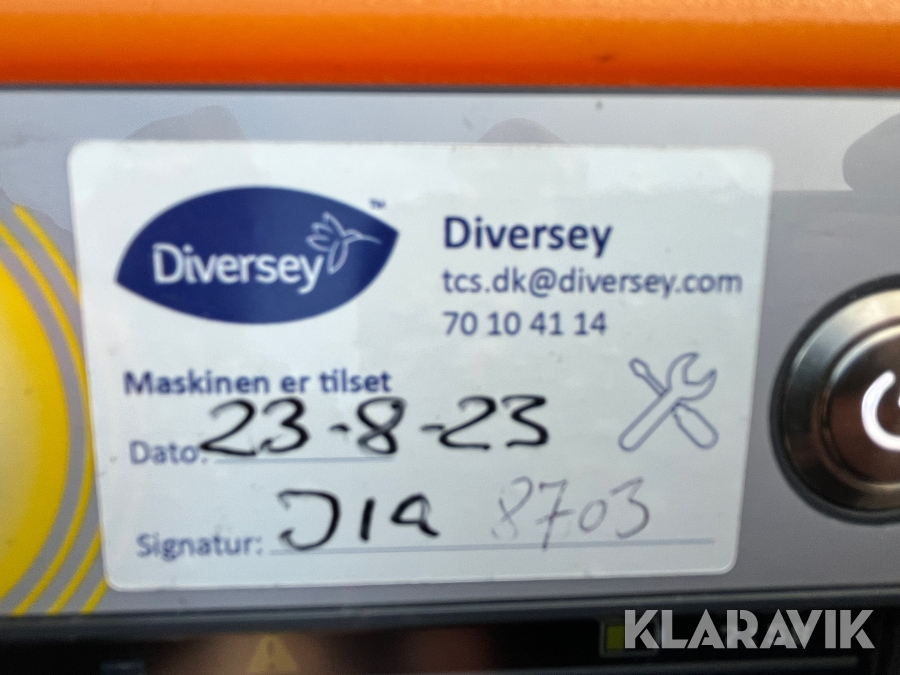 Diversey™
Diversey
tcs.dk@diversey.com
70 10 41 14
Maskinen er tilset
Dato: 23-8-23
Signatur: JIA 8703
KLARAVIK